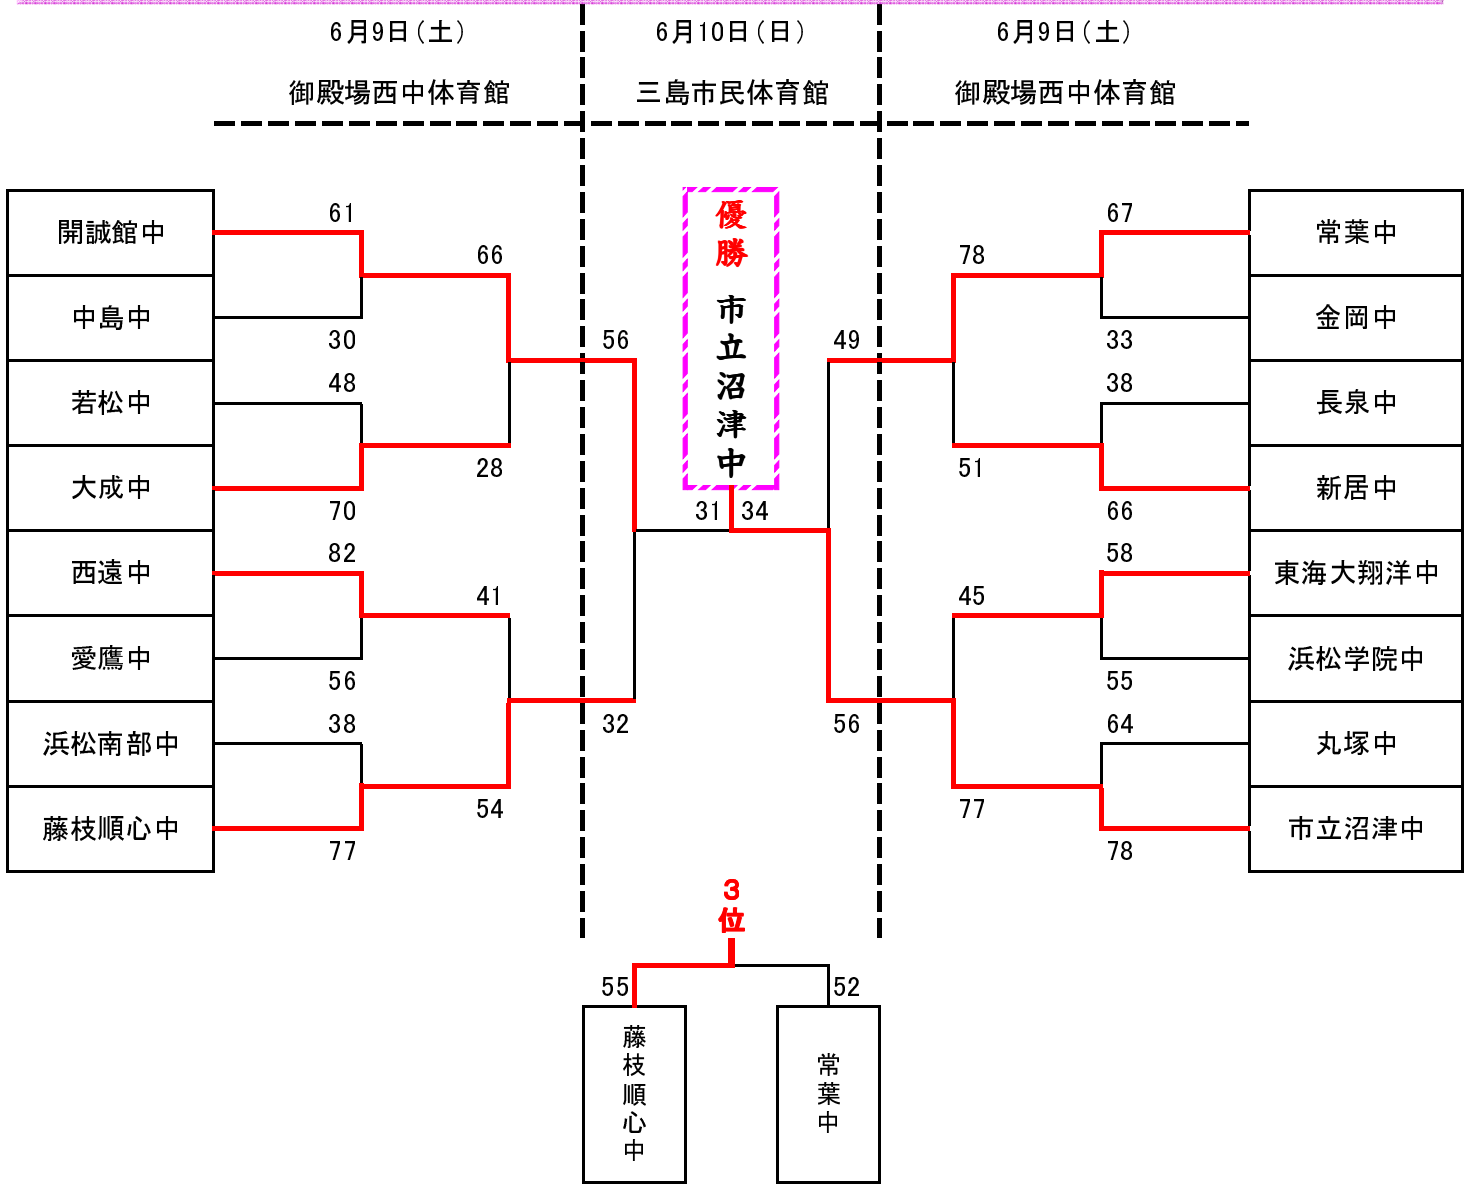 6月9日(土)
6月10日(日)
6月9日(土)
御殿場西中体育館
三島市民体育館
御殿場西中体育館
開誠館中
中島中
若松中
大成中
西遠中
愛鷹中
浜松南部中
藤枝順心中
61
30
48
70
82
56
38
77
66
28
41
54
56
32
優勝 市立沼津中
31 34
49
56
78
51
45
77
67
33
38
66
58
55
64
78
常葉中
金岡中
長泉中
新居中
東海大翔洋中
浜松学院中
丸塚中
市立沼津中
3位
55
52
藤枝順心中
常葉中